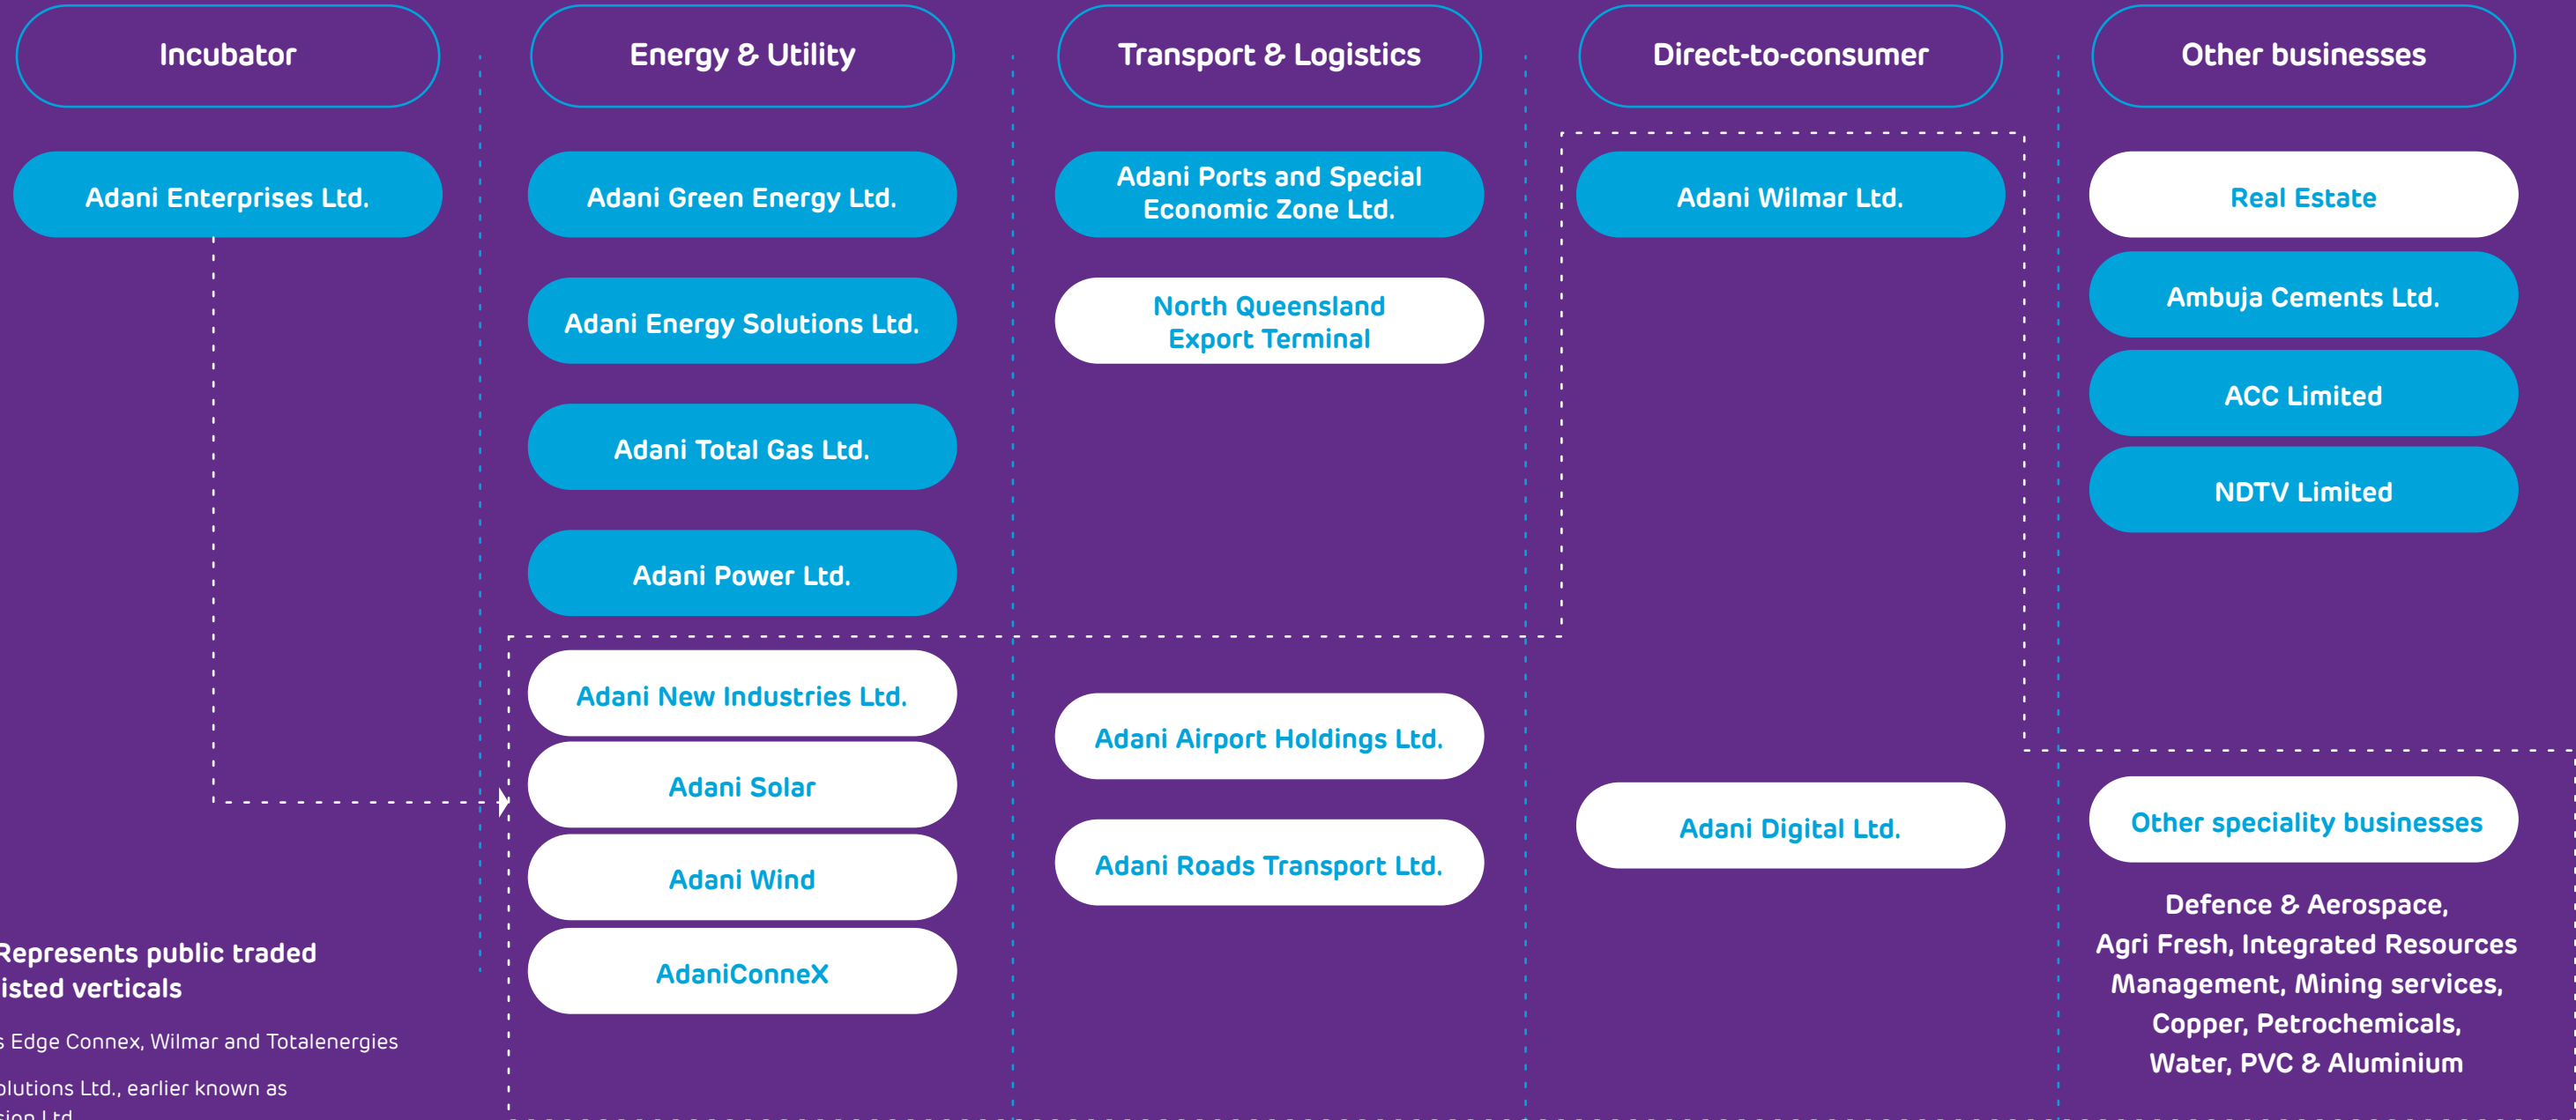 Incubator
Energy & Utility
Transport & Logistics
Direct-to-consumer
Other businesses
Adani Enterprises Ltd.
Adani Green Energy Ltd.
Adani Energy Solutions Ltd.
Adani Total Gas Ltd.
Adani Power Ltd.
Adani New Industries Ltd.
Adani Solar
Adani Wind
AdaniConneX
Adani Ports and Special
Economic Zone Ltd.
North Queensland
Export Terminal
Adani Airport Holdings Ltd.
Adani Roads Transport Ltd.
Adani Wilmar Ltd.
Adani Digital Ltd.
Real Estate
Ambuja Cements Ltd.
ACC Limited
NDTV Limited
Other speciality businesses
Defence & Aerospace,
Agri Fresh, Integrated Resources
Management, Mining services,
Copper, Petrochemicals,
Water, PVC & Aluminium
Represents public traded
isted verticals
s Edge Connex, Wilmar and Totalenergies
olutions Ltd., earlier known as
sion Ltd.